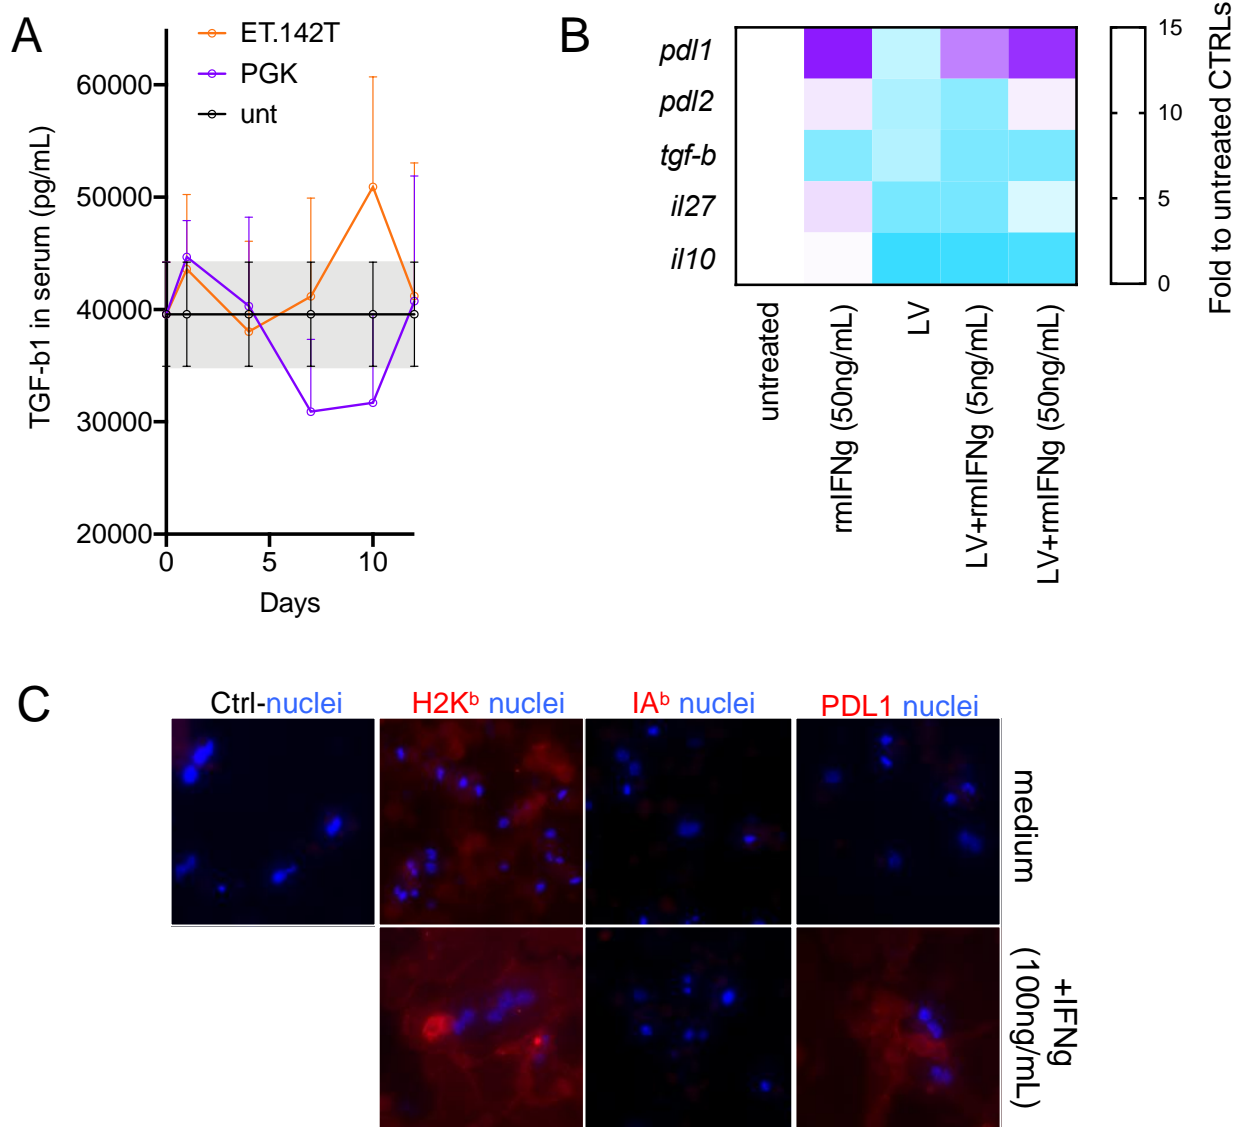 A
ET.142T
PGK
unt
TGF-b1 in serum (pg/mL)
60000
50000
40000
30000
20000
0
5
10
Days
B
pdl1
pdl2
tgf-b
il27
il10
untreated
rmIFNg (50ng/mL)
LV
LV+rmIFNg (5ng/mL)
LV+rmIFNg (50ng/mL)
15
10
5
0
Fold to untreated CTRLs
C
Ctrl-nuclei
H2Kᵇ nuclei
IAᵇ nuclei
PDL1 nuclei
medium
+IFNg
(100ng/mL)